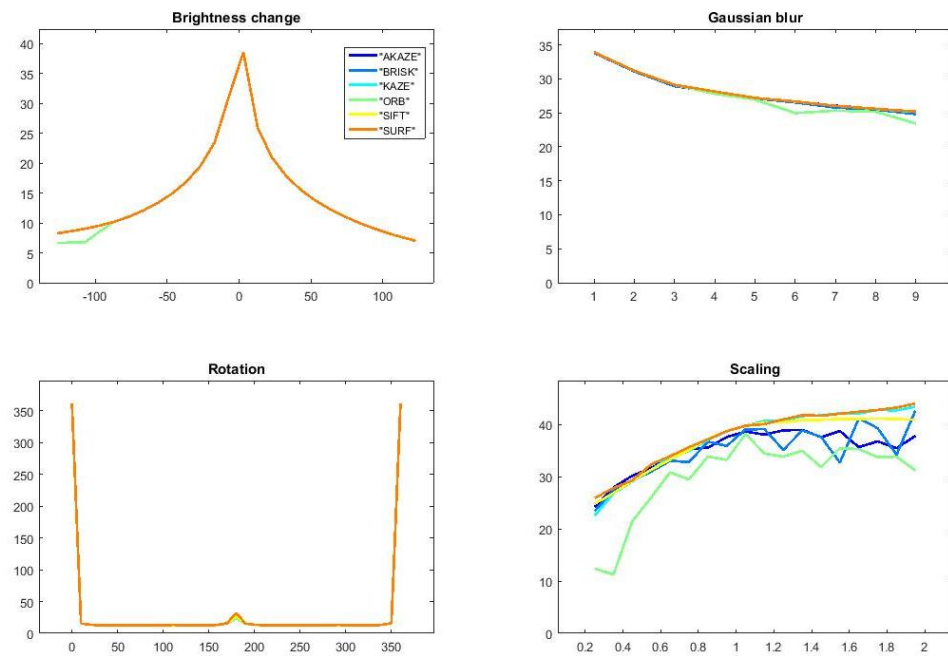 Brightness change
40
35
30
25
20
15
10
5
0
-100 -50 0 50 100
"AKAZE"
"BRISK"
"KAZE"
"ORB"
"SIFT"
"SURF"
Gaussian blur
35
30
25
20
15
10
5
0
1 2 3 4 5 6 7 8 9
Rotation
350
300
250
200
150
100
50
0
0 50 100 150 200 250 300 350
Scaling
40
30
20
10
0
0.2 0.4 0.6 0.8 1 1.2 1.4 1.6 1.8 2